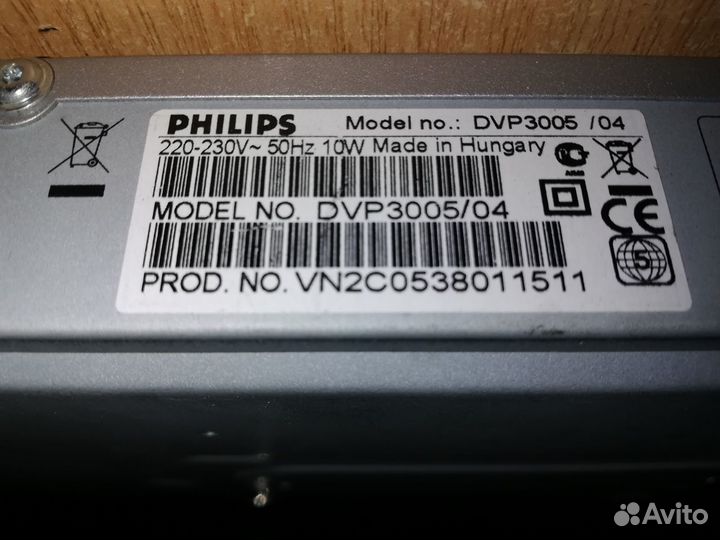 PHILIPS Model no.: DVP3005 /04
220-230V~ 50Hz 10W Made in Hungary
MODEL NO. DVP3005/04
PROD. NO. VN2C0538011511
CE
5
Avito